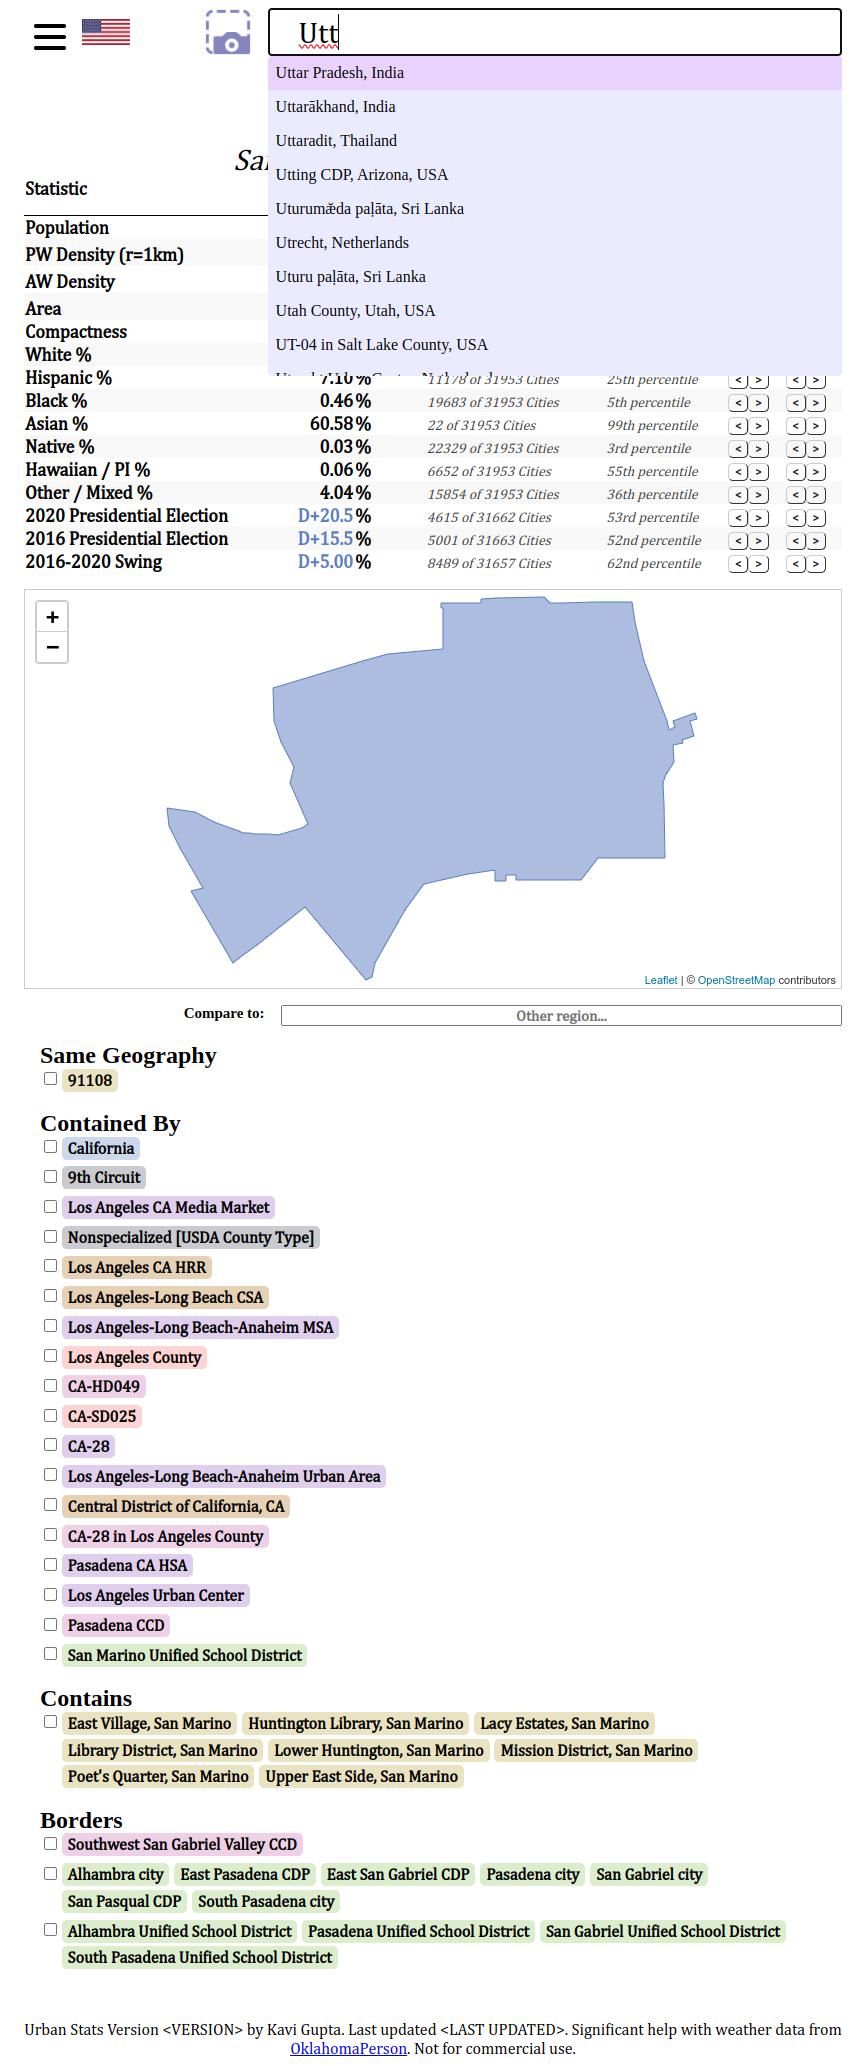 Utt
Uttar Pradesh, India
Uttarākhand, India
Uttaradit, Thailand
Utting CDP, Arizona, USA
Uturumæ̆da paḷāta, Sri Lanka
Utrecht, Netherlands
Uturu paḷāta, Sri Lanka
Utah County, Utah, USA
UT-04 in Salt Lake County, USA
Statistic
Population
PW Density (r=1km)
AW Density
Area
Compactness
White %
Hispanic % 7.10% 11178 of 31953 Cities 25th percentile < > < >
Black % 0.46% 19683 of 31953 Cities 5th percentile < > < >
Asian % 60.58% 22 of 31953 Cities 99th percentile < > < >
Native % 0.03% 22329 of 31953 Cities 3rd percentile < > < >
Hawaiian / PI % 0.06% 6652 of 31953 Cities 55th percentile < > < >
Other / Mixed % 4.04% 15854 of 31953 Cities 36th percentile < > < >
2020 Presidential Election D+20.5% 4615 of 31662 Cities 53rd percentile < > < >
2016 Presidential Election D+15.5% 5001 of 31663 Cities 52nd percentile < > < >
2016-2020 Swing D+5.00% 8489 of 31657 Cities 62nd percentile < > < >
+
−
Leaflet | © OpenStreetMap contributors
Compare to: Other region...
Same Geography
91108
Contained By
California
9th Circuit
Los Angeles CA Media Market
Nonspecialized [USDA County Type]
Los Angeles CA HRR
Los Angeles-Long Beach CSA
Los Angeles-Long Beach-Anaheim MSA
Los Angeles County
CA-HD049
CA-SD025
CA-28
Los Angeles-Long Beach-Anaheim Urban Area
Central District of California, CA
CA-28 in Los Angeles County
Pasadena CA HSA
Los Angeles Urban Center
Pasadena CCD
San Marino Unified School District
Contains
East Village, San Marino Huntington Library, San Marino Lacy Estates, San Marino
Library District, San Marino Lower Huntington, San Marino Mission District, San Marino
Poet's Quarter, San Marino Upper East Side, San Marino
Borders
Southwest San Gabriel Valley CCD
Alhambra city East Pasadena CDP East San Gabriel CDP Pasadena city San Gabriel city
San Pasqual CDP South Pasadena city
Alhambra Unified School District Pasadena Unified School District San Gabriel Unified School District
South Pasadena Unified School District
Urban Stats Version <VERSION> by Kavi Gupta. Last updated <LAST UPDATED>. Significant help with weather data from
OklahomaPerson. Not for commercial use.